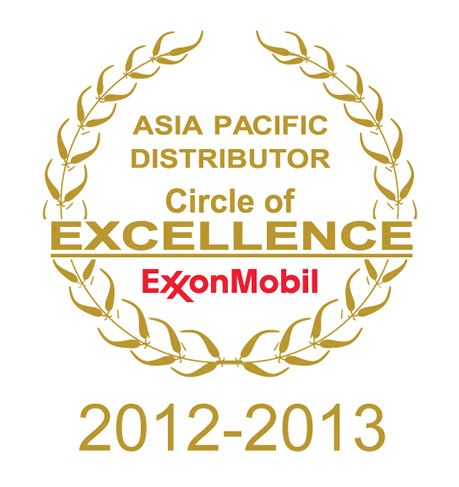 ASIA PACIFIC
DISTRIBUTOR
Circle of
EXCELLENCE
ExxonMobil
2012-2013